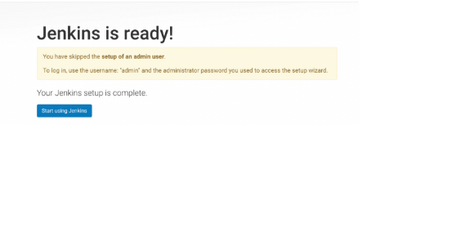 Jenkins is ready!
You have skipped the setup of an admin user.
To log in, use the username: "admin" and the administrator password you used to access the setup wizard.
Your Jenkins setup is complete.
Start using Jenkins